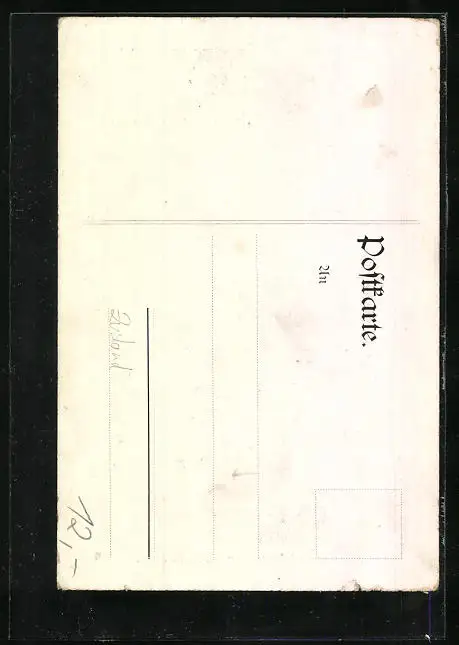 Postkarte.
An
12,-